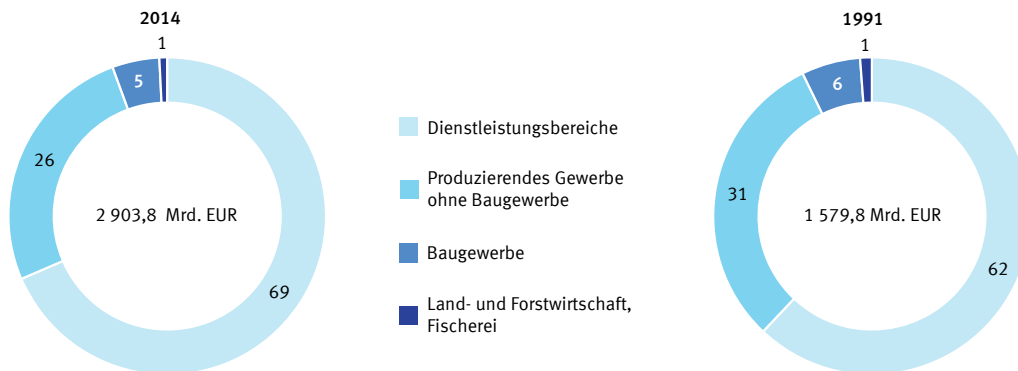 2014
1
5
26
2 903,8 Mrd. EUR
69
Dienstleistungsbereiche
Produzierendes Gewerbe
ohne Baugewerbe
Baugewerbe
Land- und Forstwirtschaft,
Fischerei
1991
1
6
31
1 579,8 Mrd. EUR
62